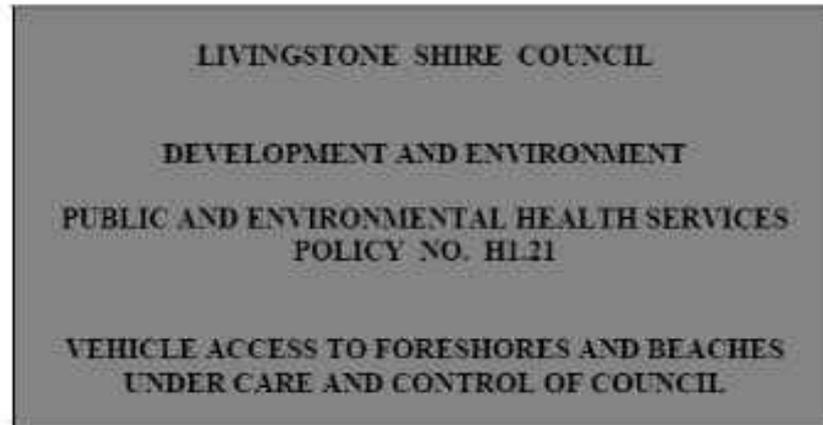 LIVINGSTONE SHIRE COUNCIL
DEVELOPMENT AND ENVIRONMENT
PUBLIC AND ENVIRONMENTAL HEALTH SERVICES
POLICY NO. H1.21
VEHICLE ACCESS TO FORESHORES AND BEACHES
UNDER CARE AND CONTROL OF COUNCIL